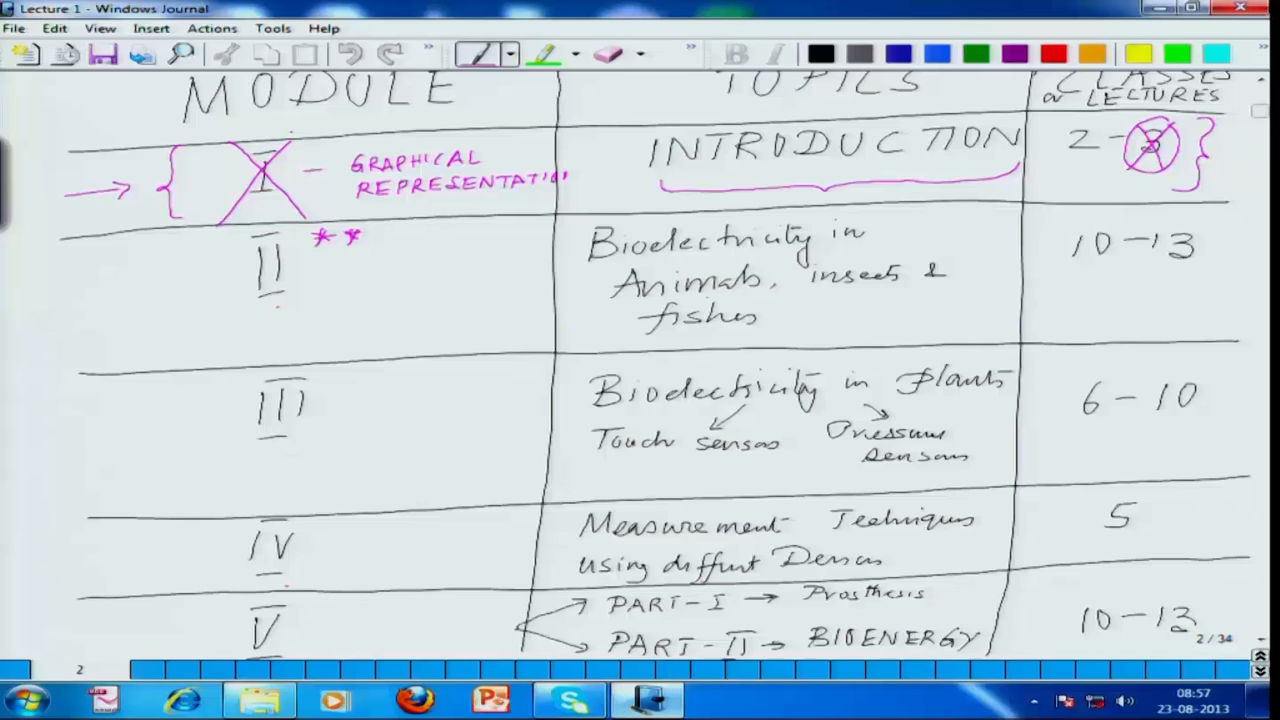 Lecture 1 - Windows Journal
File Edit View Insert Actions Tools Help
MODULE TOPICS CLASSES
or LECTURES
I - GRAPHICAL
REPRESENTATION
INTRODUCTION 2-3
II ** Bioelectricity in
Animals, insects &
fishes
10-13
III Bioelectricity in plants
Touch sensors Pressure
sensors
6-10
IV Measurement Techniques
using diffunt
5
V PART-I → Prosthesis
PART-II → BIOENERGY
10-13
2 / 34
2
08:57
23-08-2013